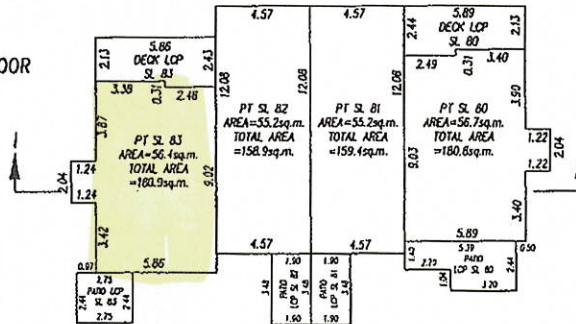 OOR
4.57
4.57
5.86
DECK LCP
SL 83
2.13
2.43
3.38
0.31
2.48
5.89
DECK LCP
SL 80
2.44
2.13
2.49
0.31
3.40
12.08
12.08
12.08
3.87
PT SL 83
AREA=56.4sq.m.
TOTAL AREA
=180.9sq.m.
PT SL 82
AREA=55.2sq.m.
TOTAL AREA
=158.9sq.m.
PT SL 81
AREA=55.2sq.m.
TOTAL AREA
=159.4sq.m.
PT SL 80
AREA=56.7sq.m.
TOTAL AREA
=180.8sq.m.
3.90
1.24
2.04
1.24
9.02
9.03
1.22
2.04
1.22
3.42
3.40
5.86
4.57
4.57
5.89
0.97
2.75
2.44
PATIO LCP
SL 83
2.44
2.75
1.90
3.48
PATIO
LCP SL 82
1.90
1.90
PATIO
LCP SL 81
3.48
1.90
2.75
1.04
5.39
PATIO
LCP SL 80
2.44
0.50
3.20